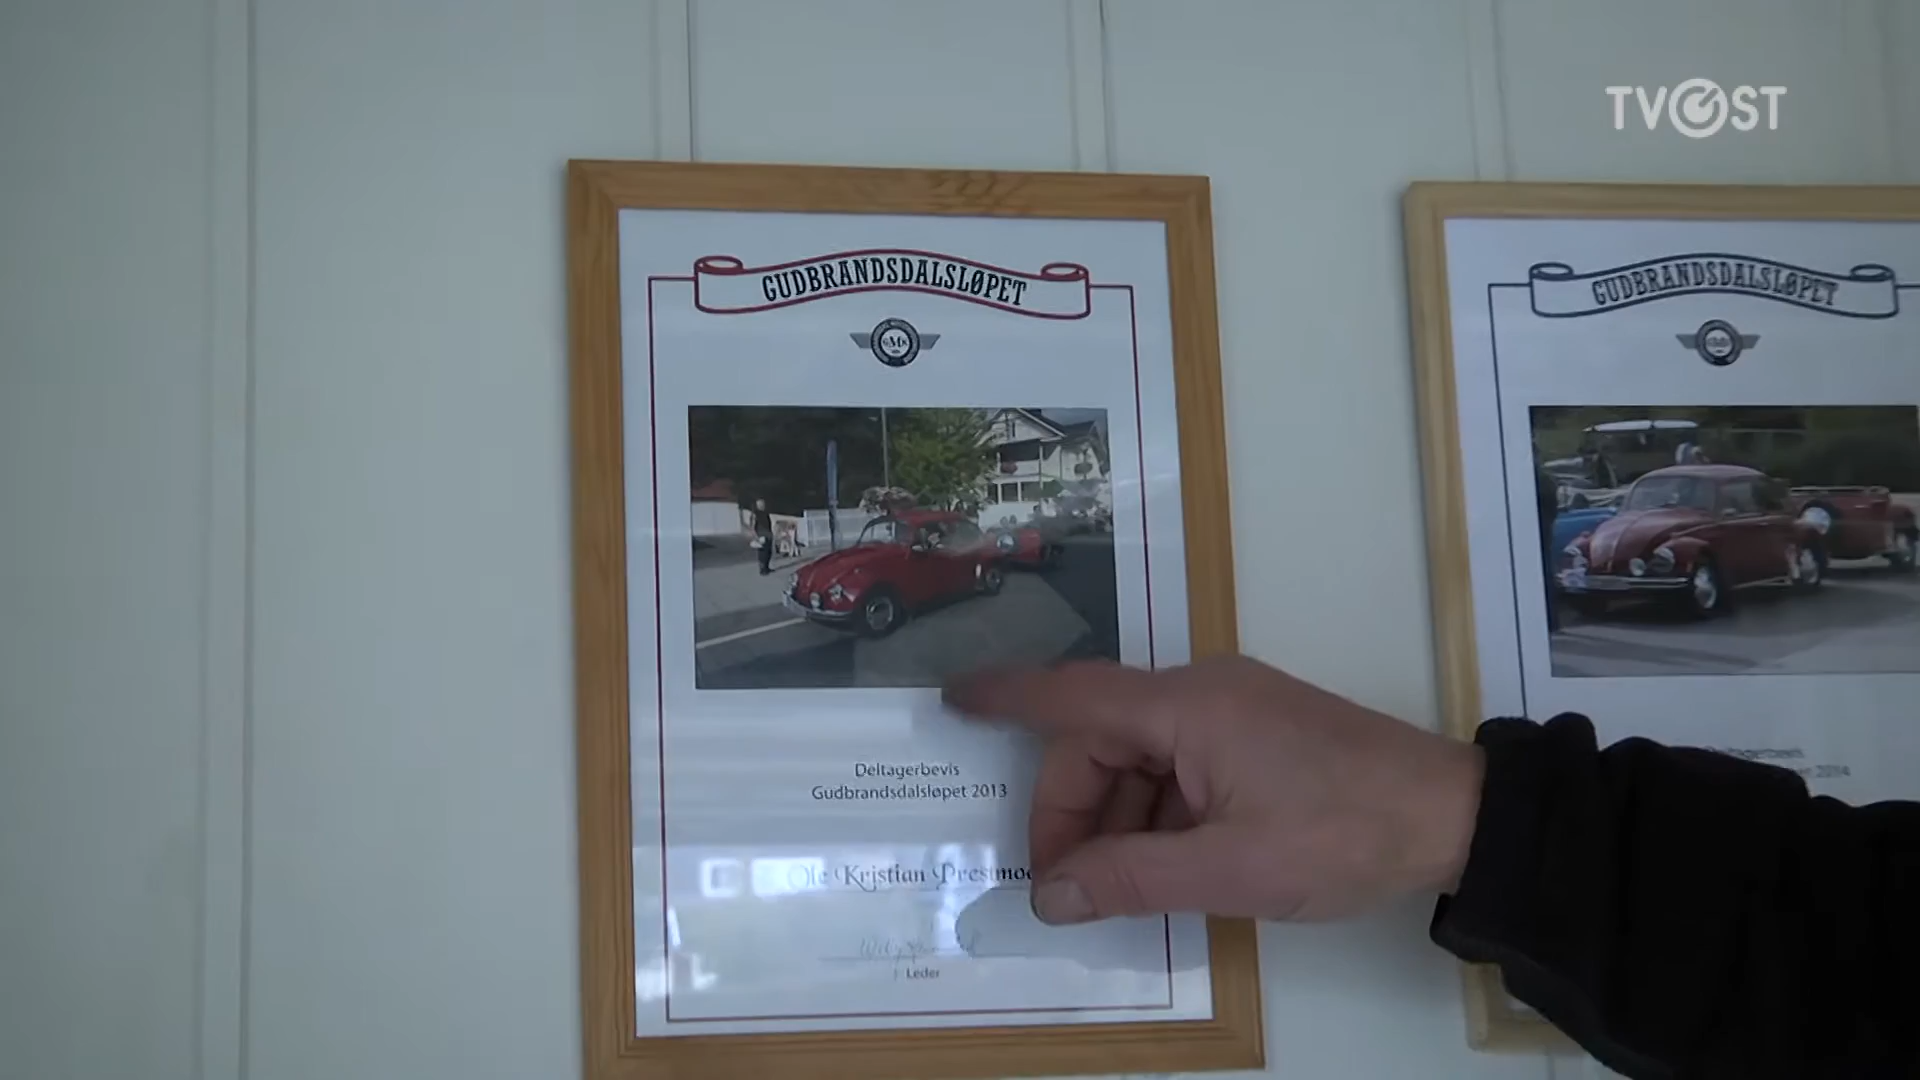 TVØST
GUDBRANDSDALSLØPET
Deltagerbevis
Gudbrandsdalsløpet 2013
Ole Kristian
Leder
GUDBRANDSDALSLØPET
2014